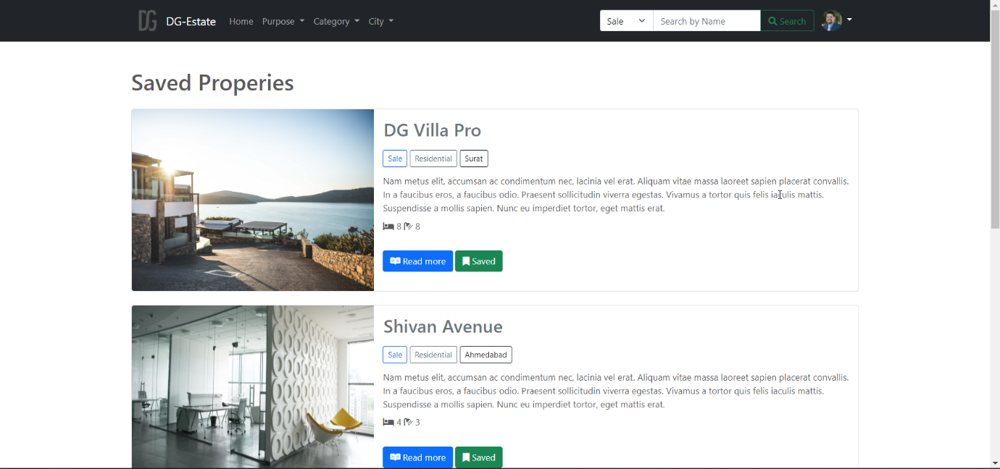 DG DG-Estate Home Purpose Category City Sale Search by Name Search
Saved Properies
DG Villa Pro
Sale Residential Surat
Nam metus elit, accumsan ac condimentum nec, lacinia vel erat. Aliquam vitae massa laoreet sapien placerat convallis.
In a faucibus eros, a faucibus odio. Praesent sollicitudin viverra egestas. Vivamus a tortor quis felis iaculis mattis.
Suspendisse a mollis sapien. Nunc eu imperdiet tortor, eget mattis erat.
8 8
Read more Saved
Shivan Avenue
Sale Residential Ahmedabad
Nam metus elit, accumsan ac condimentum nec, lacinia vel erat. Aliquam vitae massa laoreet sapien placerat convallis.
In a faucibus eros, a faucibus odio. Praesent sollicitudin viverra egestas. Vivamus a tortor quis felis iaculis mattis.
Suspendisse a mollis sapien. Nunc eu imperdiet tortor, eget mattis erat.
4 3
Read more Saved